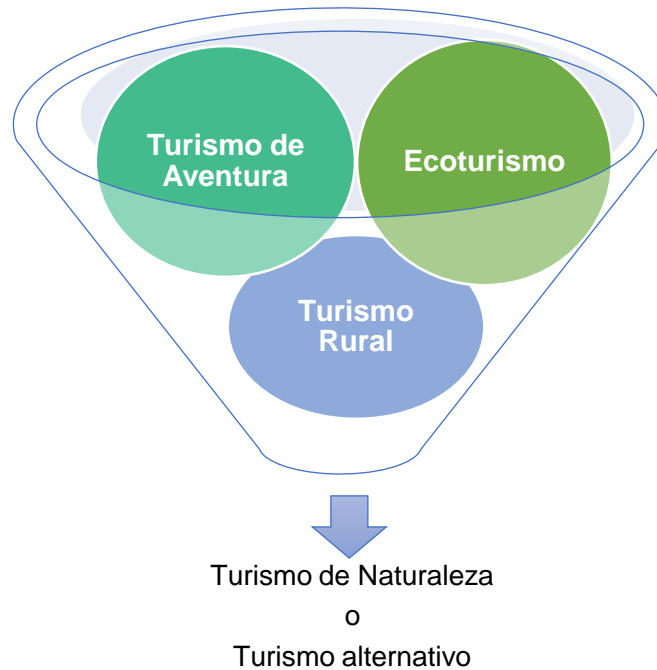 Turismo de
Aventura
Ecoturismo
Turismo
Rural
Turismo de Naturaleza
o
Turismo alternativo